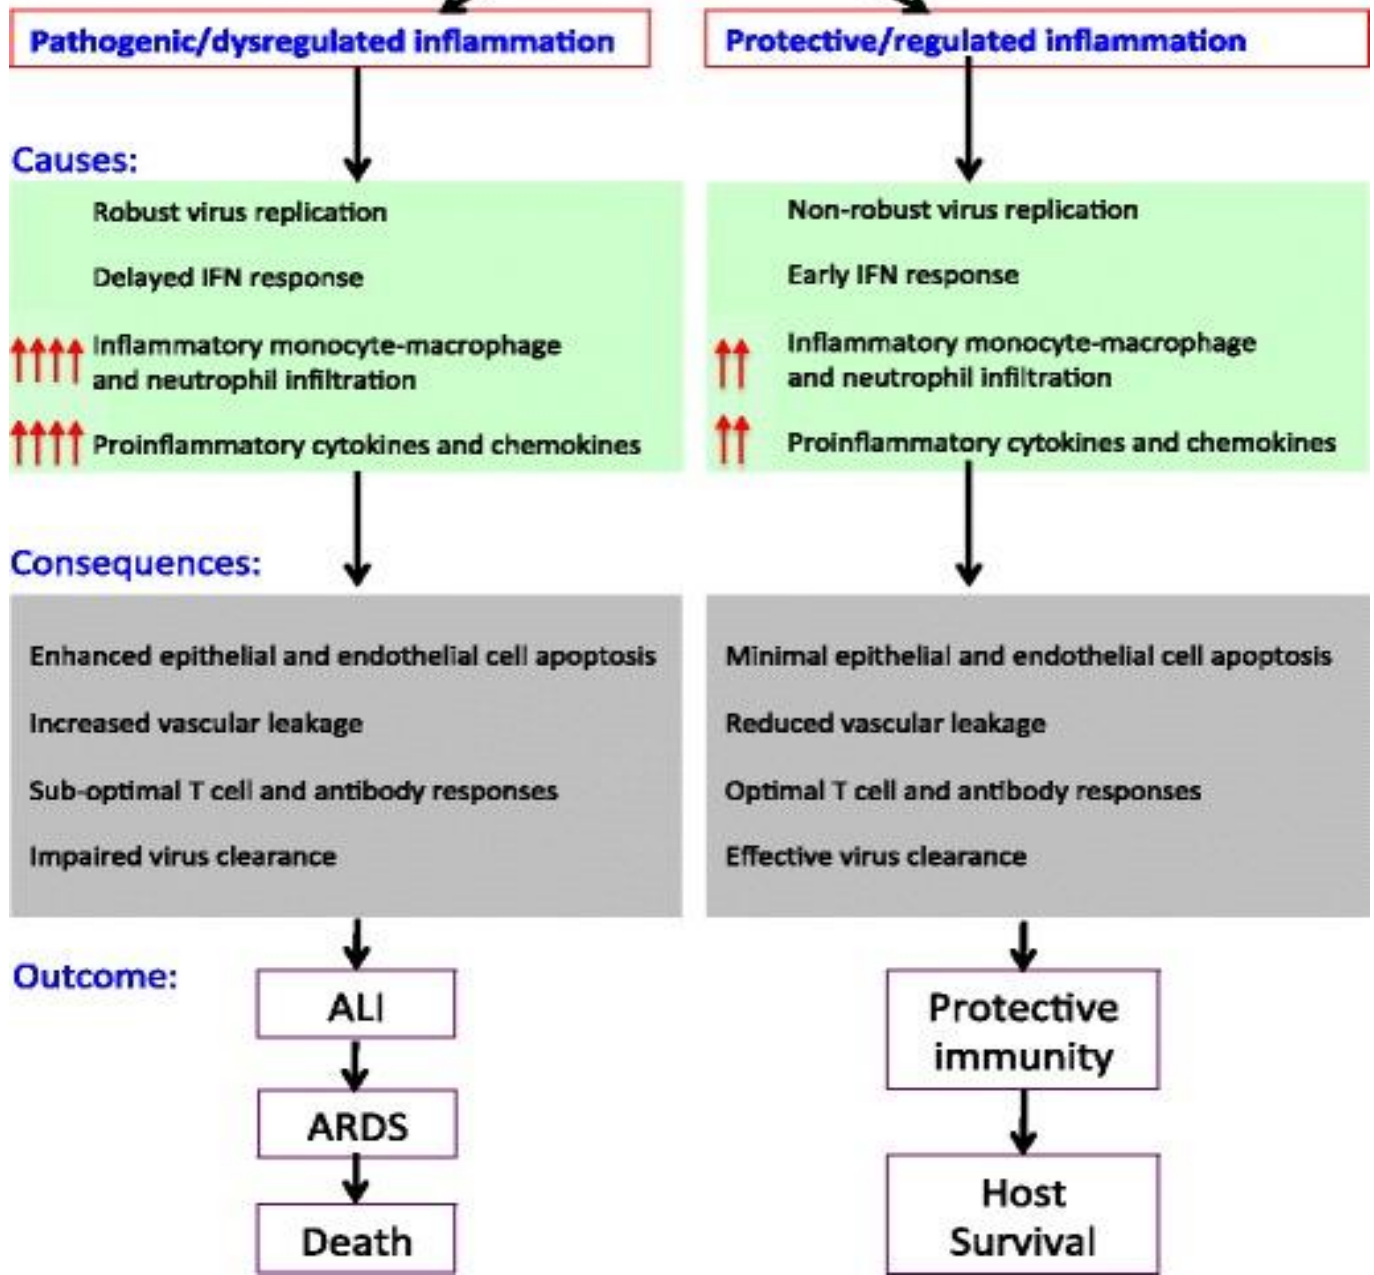 Pathogenic/dysregulated inflammation
Protective/regulated inflammation
Causes:
Robust virus replication
Delayed IFN response
Inflammatory monocyte-macrophage
and neutrophil infiltration
Proinflammatory cytokines and chemokines
Non-robust virus replication
Early IFN response
Inflammatory monocyte-macrophage
and neutrophil infiltration
Proinflammatory cytokines and chemokines
Consequences:
Enhanced epithelial and endothelial cell apoptosis
Increased vascular leakage
Sub-optimal T cell and antibody responses
Impaired virus clearance
Minimal epithelial and endothelial cell apoptosis
Reduced vascular leakage
Optimal T cell and antibody responses
Effective virus clearance
Outcome:
ALI
ARDS
Death
Protective
immunity
Host
Survival